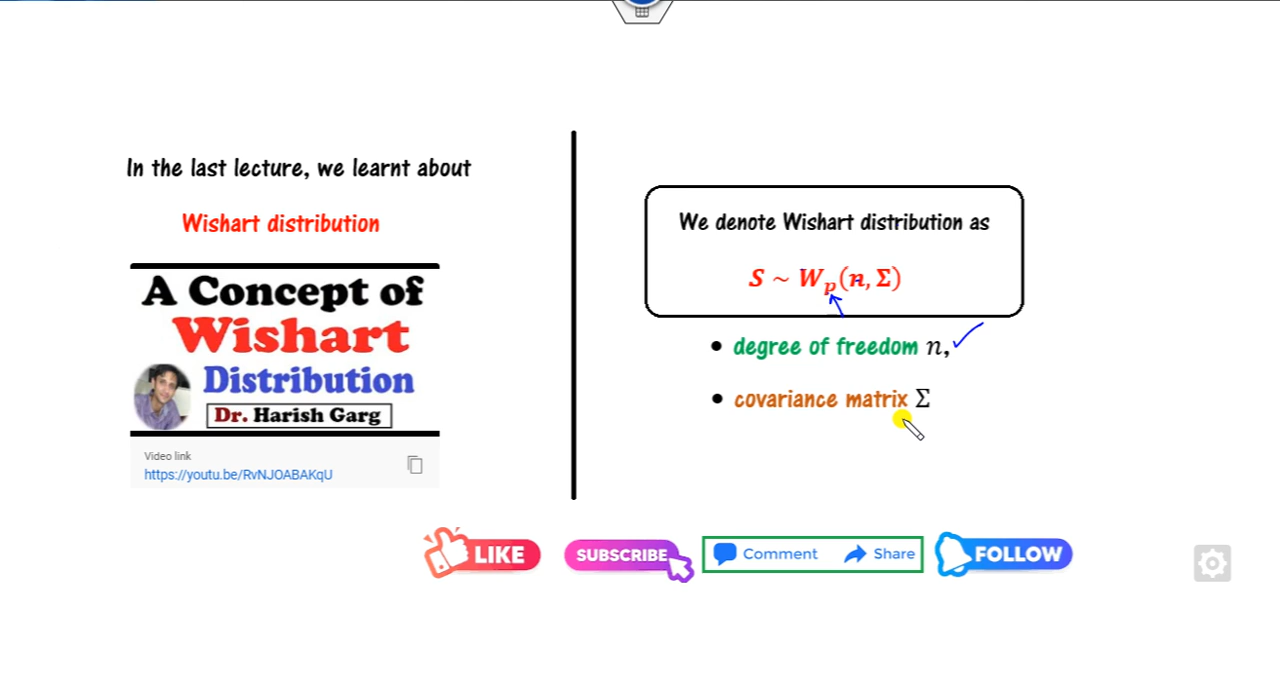 In the last lecture, we learnt about
Wishart distribution
A Concept of
Wishart
Distribution
Dr. Harish Garg
Video link
https://youtu.be/RvNJOABAKqU
We denote Wishart distribution as
S ~ W_p(n, Σ)
• degree of freedom n,
• covariance matrix Σ
LIKE
SUBSCRIBE
Comment
Share
FOLLOW